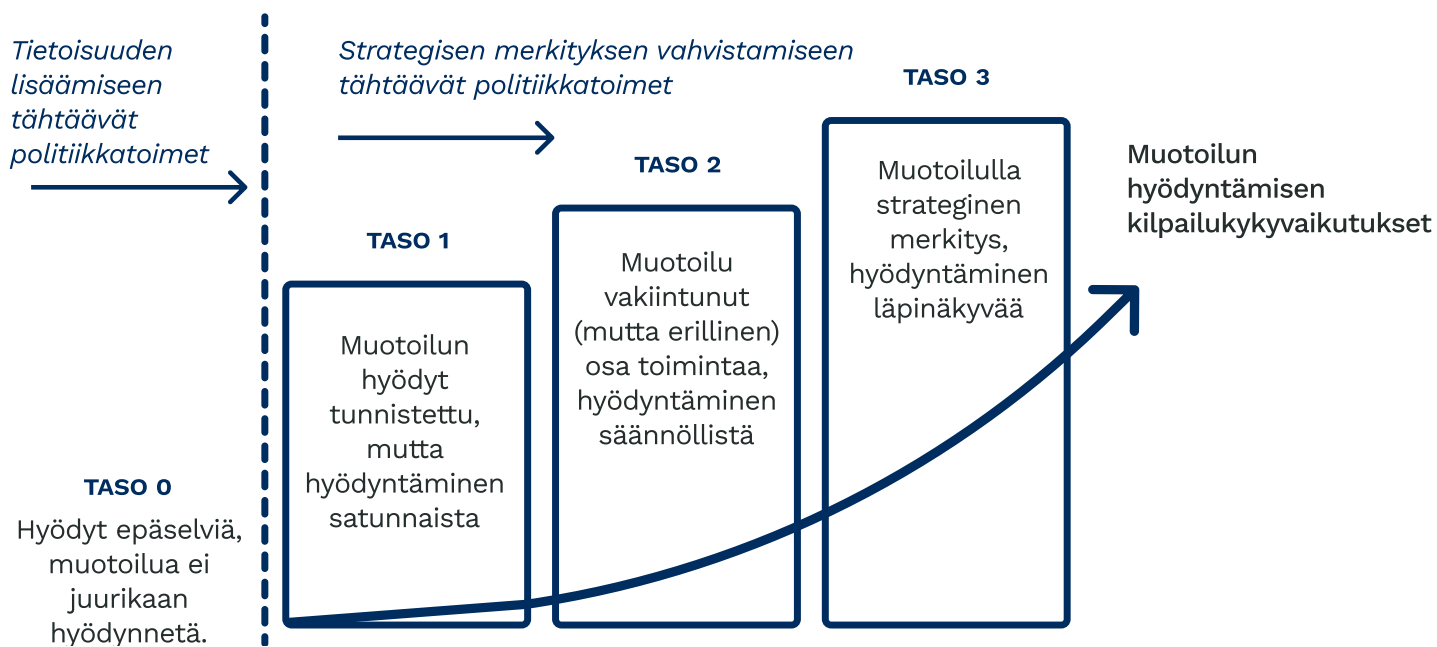 Tietoisuuden
lisäämiseen
tähtäävät
politiikkatoimet
Strategisen merkityksen vahvistamiseen
tähtäävät politiikkatoimet
TASO 0
Hyödyt epäselviä,
muotoilua ei
juurikaan
hyödynnetä.
TASO 1
Muotoilun
hyödyt
tunnistettu,
mutta
hyödyntäminen
satunnaista
TASO 2
Muotoilu
vakiintunut
(mutta erillinen)
osa toimintaa,
hyödyntäminen
säännöllistä
TASO 3
Muotoilulla
strateginen
merkitys,
hyödyntäminen
läpinäkyvää
Muotoilun
hyödyntämisen
kilpailukykyvaikutukset